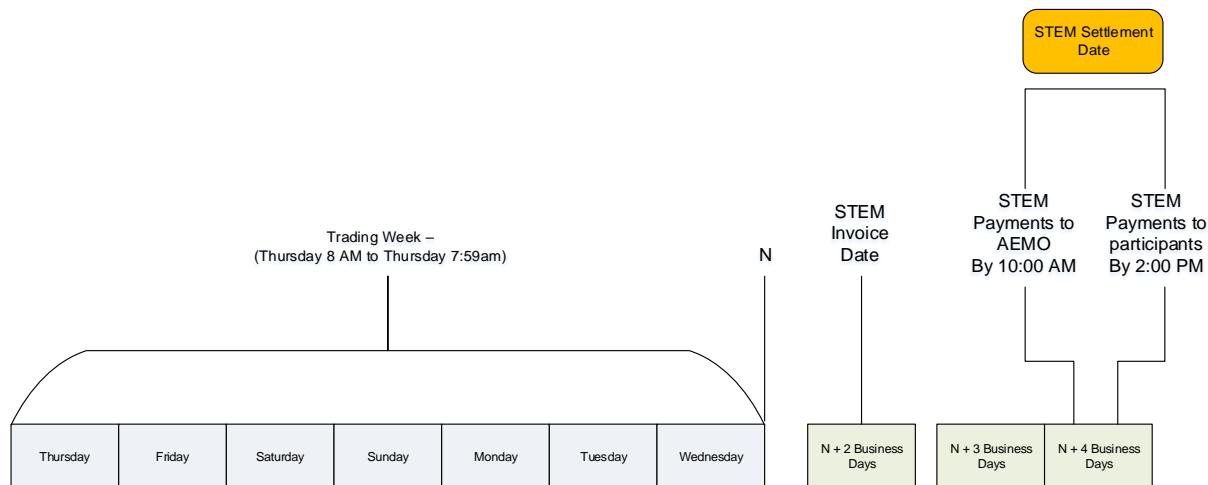 STEM Settlement
Date
Trading Week –
(Thursday 8 AM to Thursday 7:59am)
N
STEM
Invoice
Date
STEM
Payments to
AEMO
By 10:00 AM
STEM
Payments to
participants
By 2:00 PM
Thursday
Friday
Saturday
Sunday
Monday
Tuesday
Wednesday
N + 2 Business
Days
N + 3 Business
Days
N + 4 Business
Days